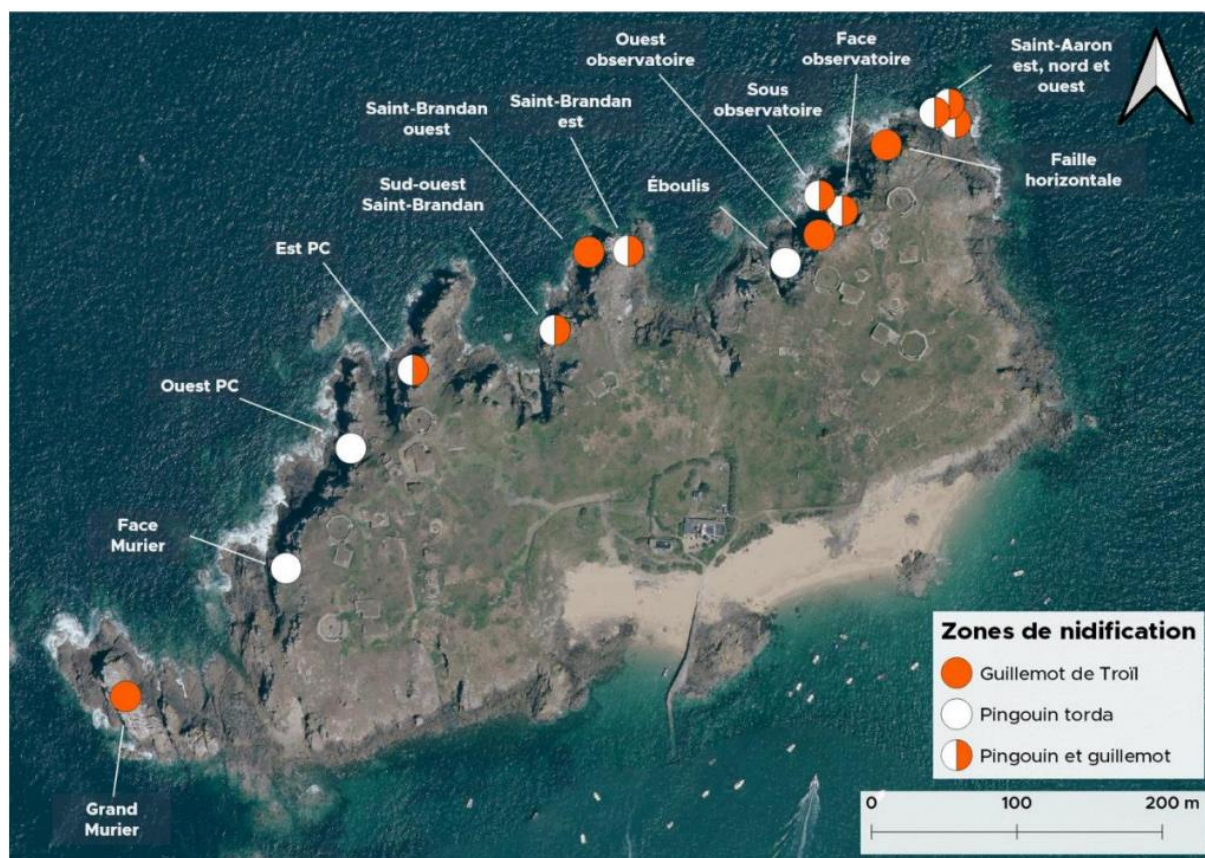 Ouest
observatoire
Face
observatoire
Saint-Aaron
est, nord et
ouest
Saint-Brandan
ouest
Saint-Brandan
est
Sous
observatoire
Sud-ouest
Saint-Brandan
Éboulis
Faille
horizontale
Est PC
Ouest PC
Face
Murier
Grand
Murier
Zones de nidification
Guillemot de Troïl
Pingouin torda
Pingouin et guillemot
0 100 200 m